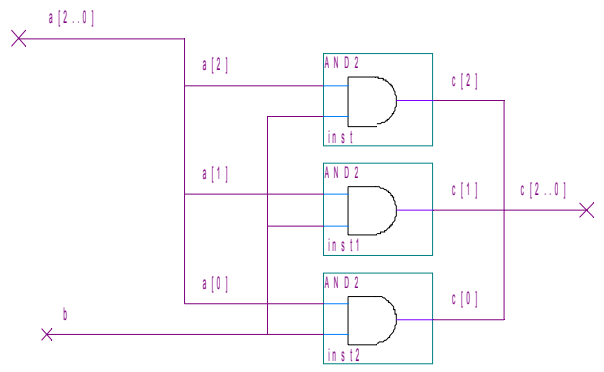 a[2..0]
a[2]
AND2
c[2]
inst
a[1]
AND2
c[1]
c[2..0]
inst1
a[0]
AND2
c[0]
b
inst2